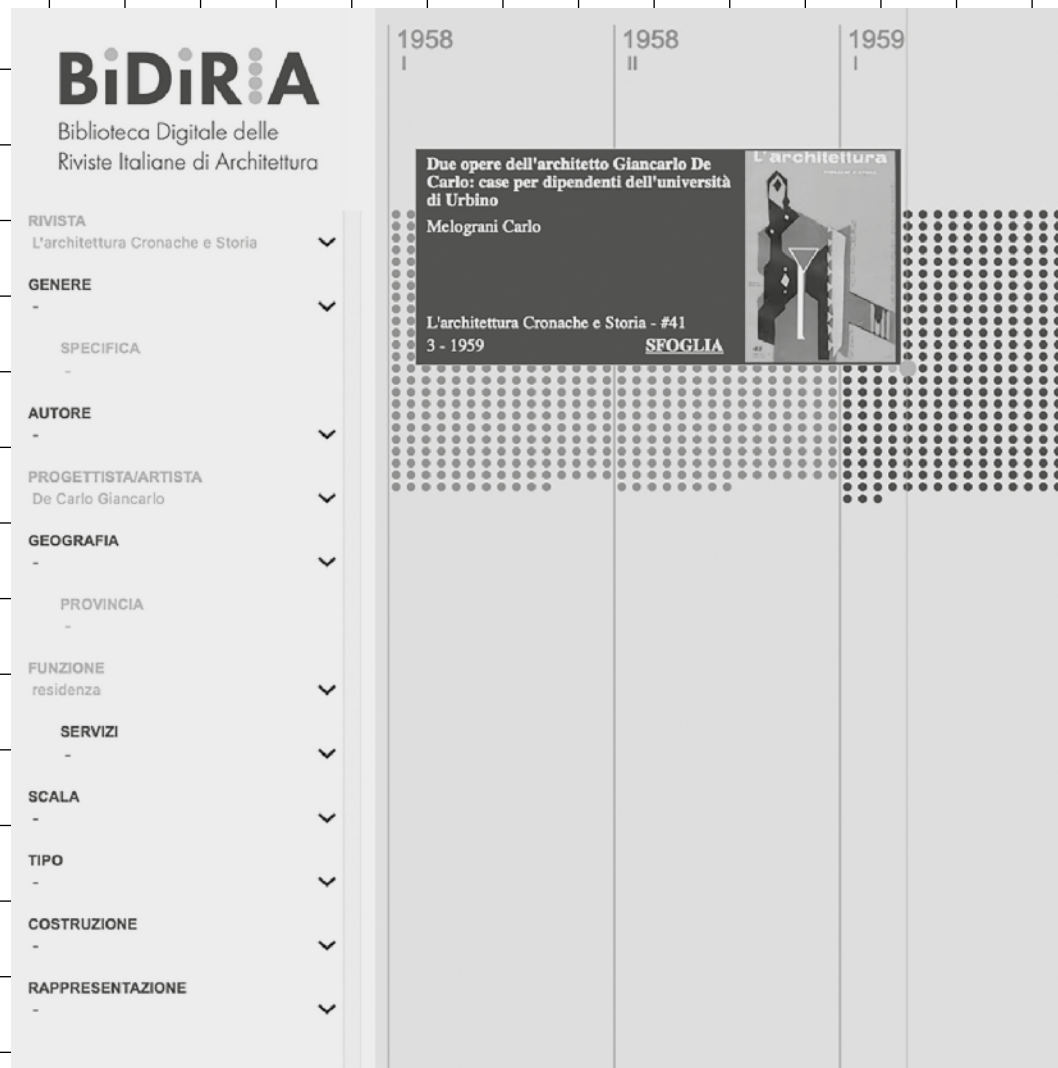 BiDiRiA
Biblioteca Digitale delle
Riviste Italiane di Architettura
RIVISTA
L'architettura Cronache e Storia
GENERE
-
SPECIFICA
-
AUTORE
-
PROGETTISTA/ARTISTA
De Carlo Giancarlo
GEOGRAFIA
-
PROVINCIA
-
FUNZIONE
residenza
SERVIZI
-
SCALA
-
TIPO
-
COSTRUZIONE
-
RAPPRESENTAZIONE
-
1958
I
1958
II
1959
I
Due opere dell'architetto Giancarlo De
Carlo: case per dipendenti dell'università
di Urbino
Melograni Carlo
L'architettura Cronache e Storia - #41
3 - 1959
SFOGLIA
L'architettura